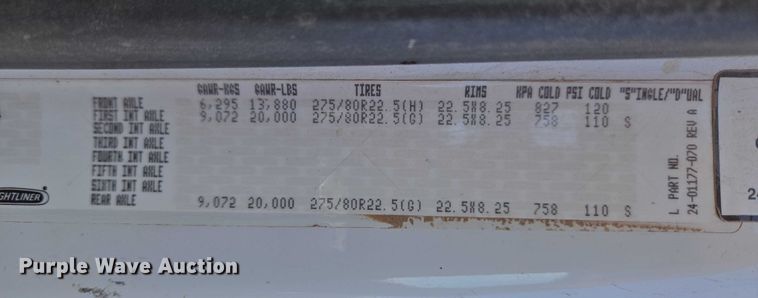 GAWR-KGS GAWR-LBS TIRES RIMS KPA COLD PSI COLD "S"INGLE/"D"UAL
FRONT AXLE 6,295 13,880 275/80R22.5(H) 22.5X8.25 827 120
FIRST INT AXLE 9,072 20,000 275/80R22.5(G) 22.5X8.25 758 110 S
SECOND INT AXLE
THIRD INT AXLE
FOURTH INT AXLE
FIFTH INT AXLE
SIXTH INT AXLE
REAR AXLE 9,072 20,000 275/80R22.5(G) 22.5X8.25 758 110 S
L PART NO.
24-01177-070 REV A
GHTLINER
24
Purple Wave Auction